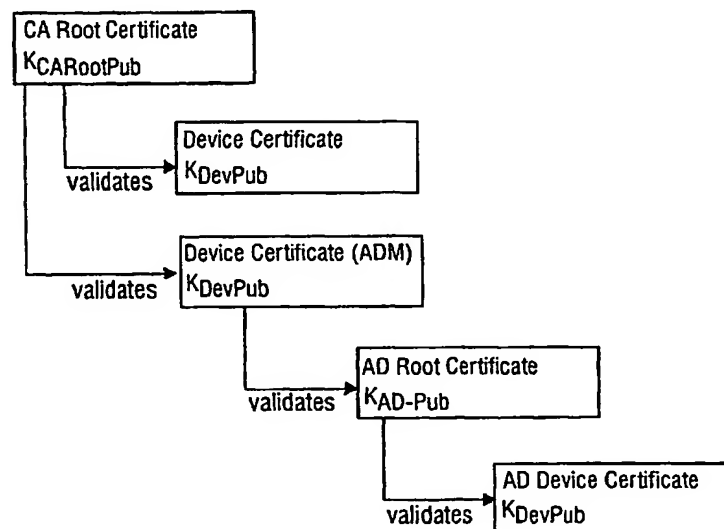 CA Root Certificate
KCARootPub
Device Certificate
KDevPub
validates
Device Certificate (ADM)
KDevPub
validates
AD Root Certificate
KAD-Pub
validates
AD Device Certificate
KDevPub
validates